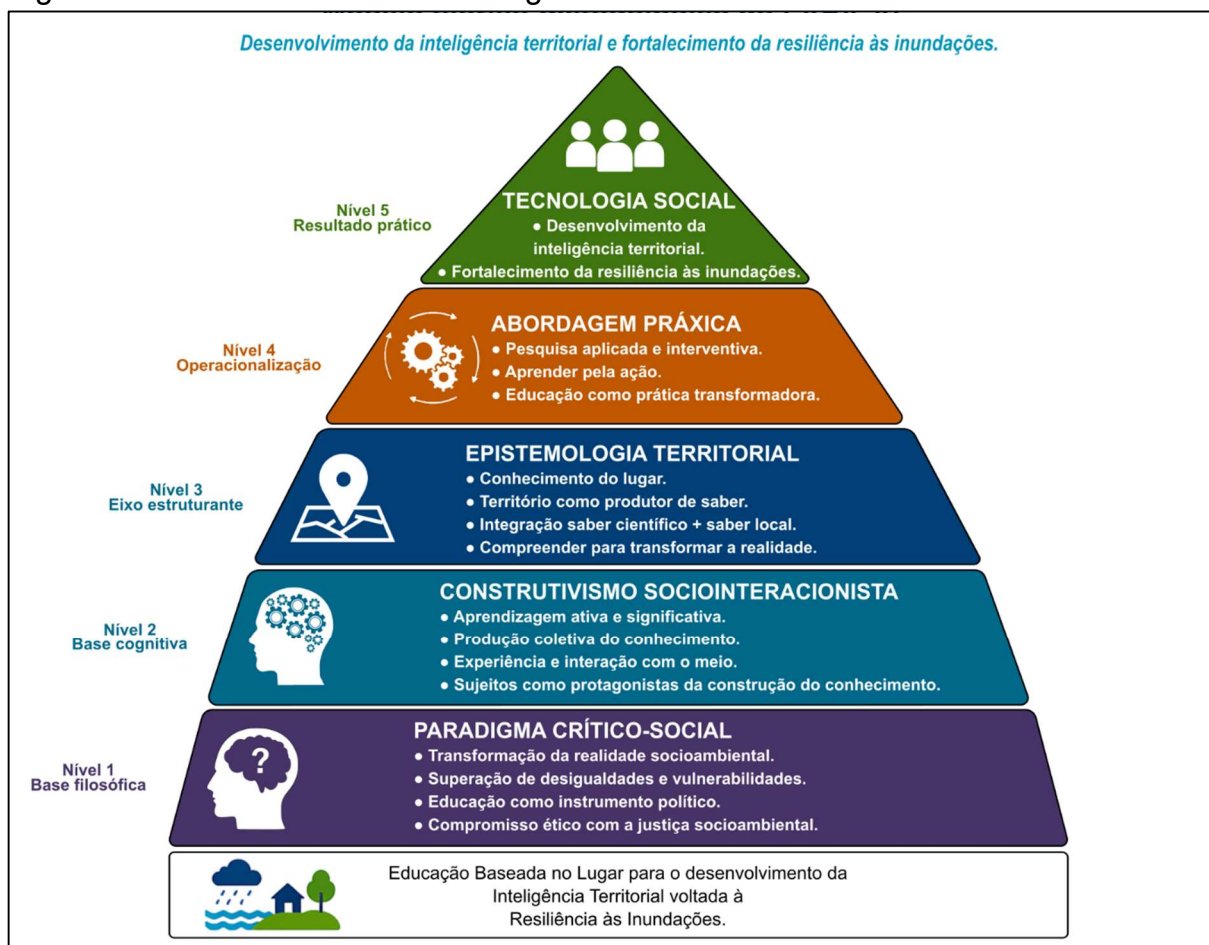 Desenvolvimento da inteligência territorial e fortalecimento da resiliência às inundações.
Nível 5
Resultado prático
TECNOLOGIA SOCIAL
● Desenvolvimento da
inteligência territorial.
● Fortalecimento da resiliência às inundações.
Nível 4
Operacionalização
ABORDAGEM PRÁXICA
● Pesquisa aplicada e interventiva.
● Aprender pela ação.
● Educação como prática transformadora.
Nível 3
Eixo estruturante
EPISTEMOLOGIA TERRITORIAL
● Conhecimento do lugar.
● Território como produtor de saber.
● Integração saber científico + saber local.
● Compreender para transformar a realidade.
Nível 2
Base cognitiva
CONSTRUTIVISMO SOCIOINTERACIONISTA
● Aprendizagem ativa e significativa.
● Produção coletiva do conhecimento.
● Experiência e interação com o meio.
● Sujeitos como protagonistas da construção do conhecimento.
Nível 1
Base filosófica
PARADIGMA CRÍTICO-SOCIAL
?
● Transformação da realidade socioambiental.
● Superação de desigualdades e vulnerabilidades.
● Educação como instrumento político.
● Compromisso ético com a justiça socioambiental.
Educação Baseada no Lugar para o desenvolvimento da
Inteligência Territorial voltada à
Resiliência às Inundações.